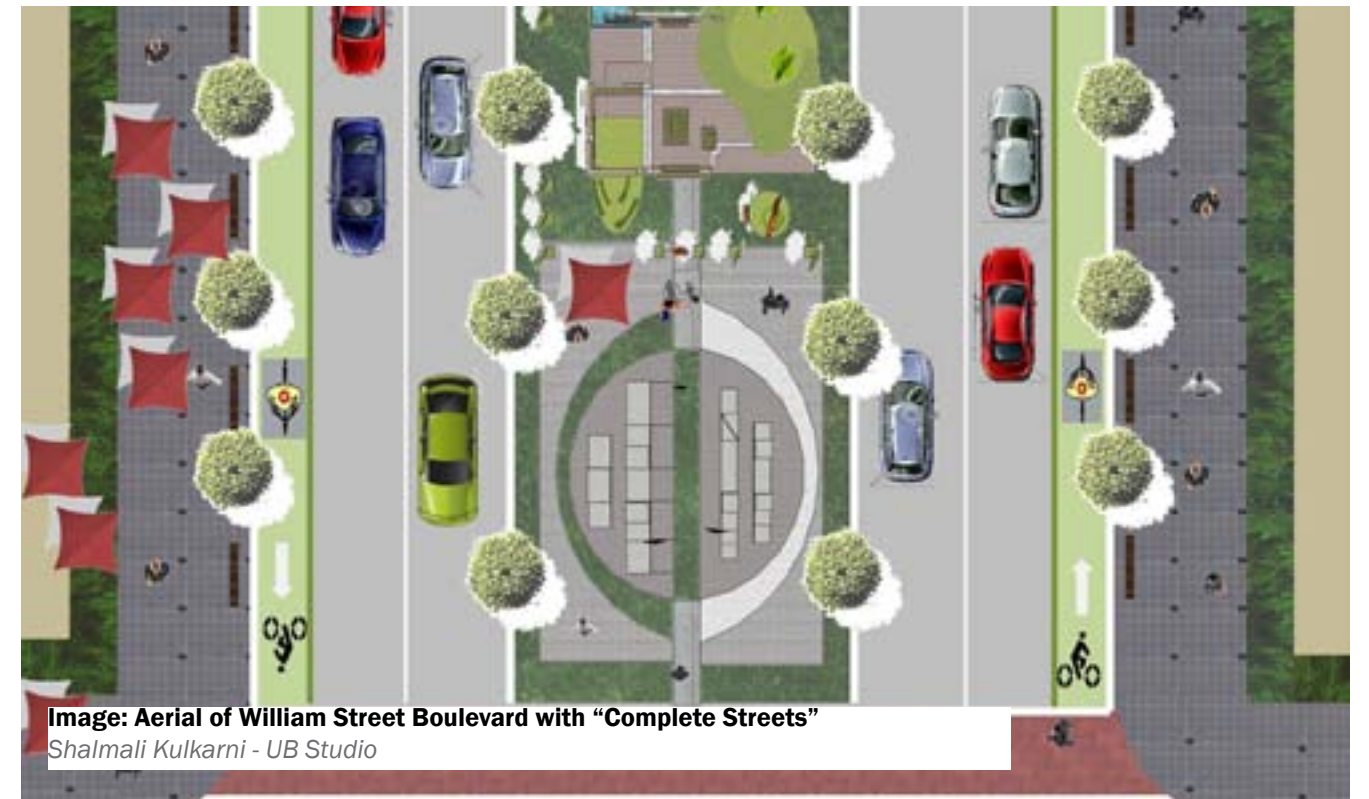 Image: Aerial of William Street Boulevard with “Complete Streets”
Shalmali Kulkarni - UB Studio